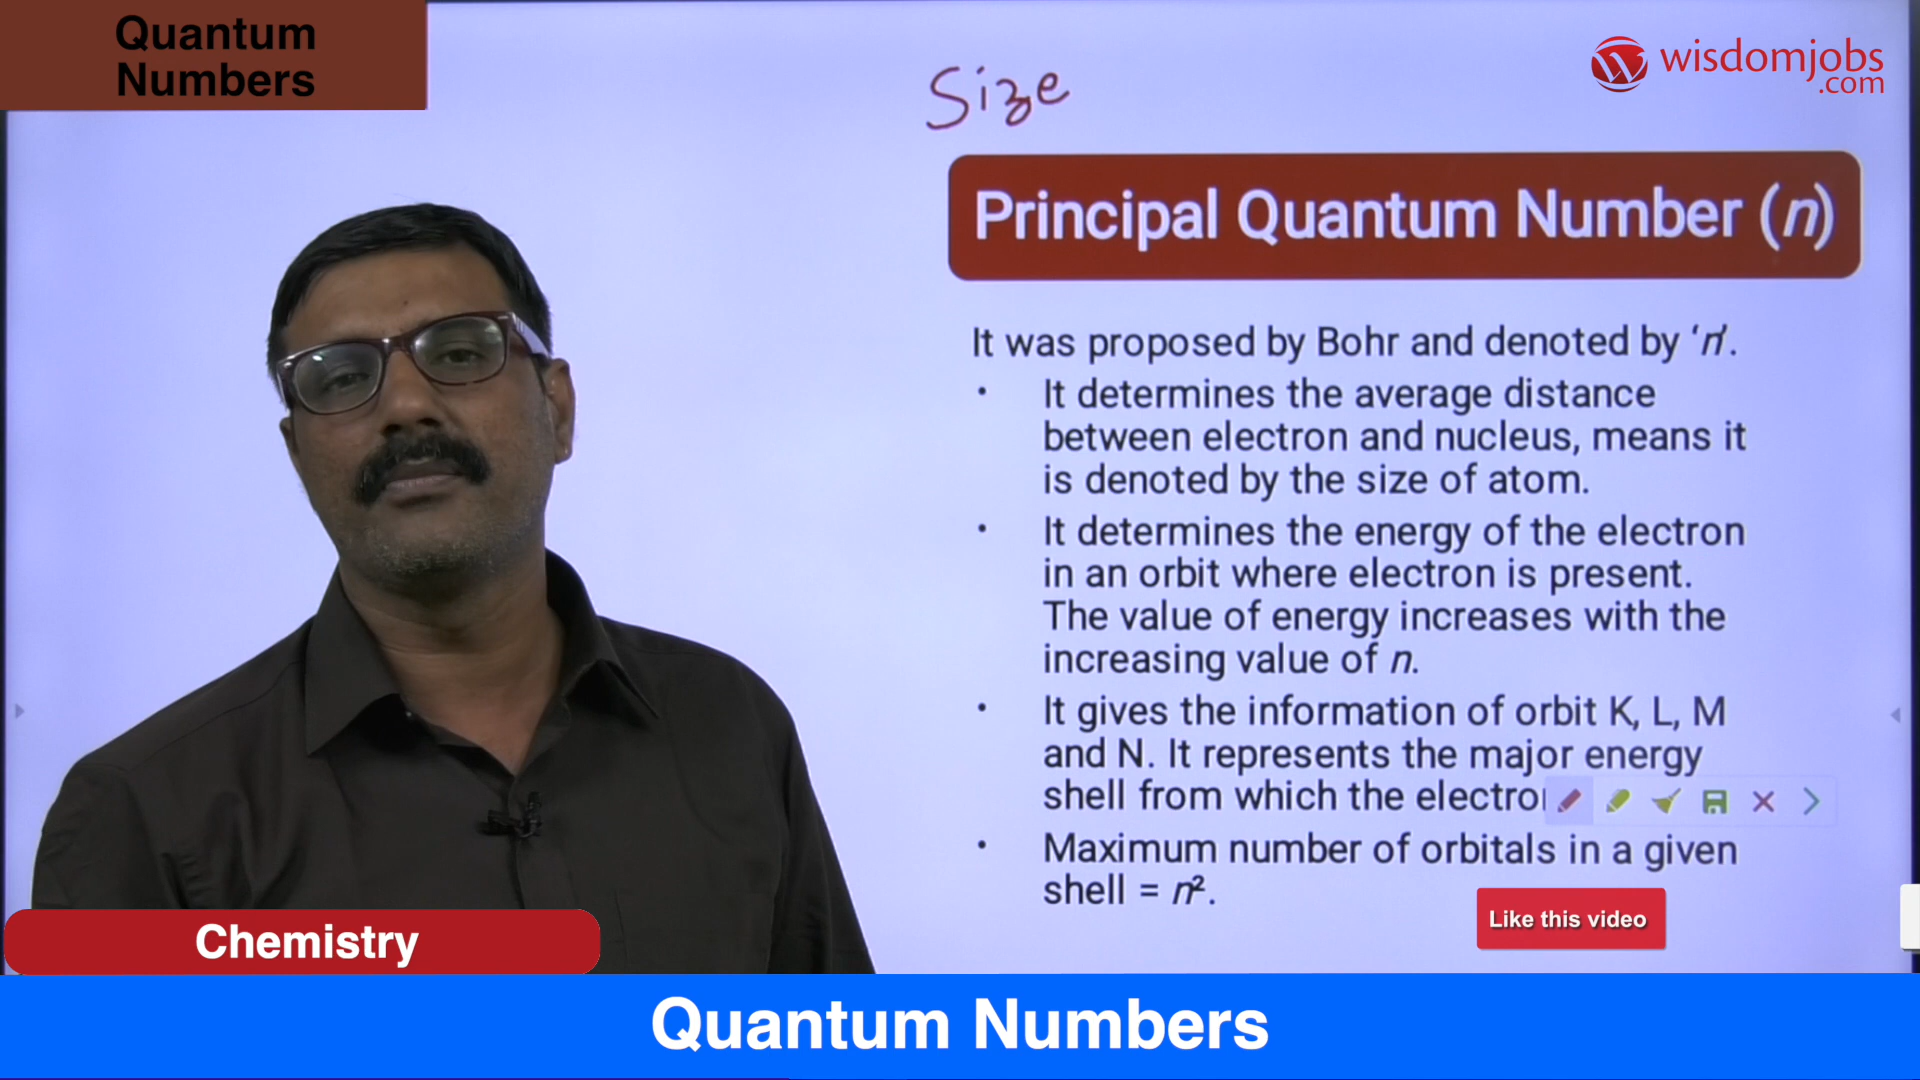 Quantum
Numbers
Size
wisdomjobs
.com
Principal Quantum Number (n)
It was proposed by Bohr and denoted by ‘n’.
• It determines the average distance
between electron and nucleus, means it
is denoted by the size of atom.
• It determines the energy of the electron
in an orbit where electron is present.
The value of energy increases with the
increasing value of n.
• It gives the information of orbit K, L, M
and N. It represents the major energy
shell from which the electro
• Maximum number of orbitals in a given
shell = n².
Like this video
Chemistry
Quantum Numbers